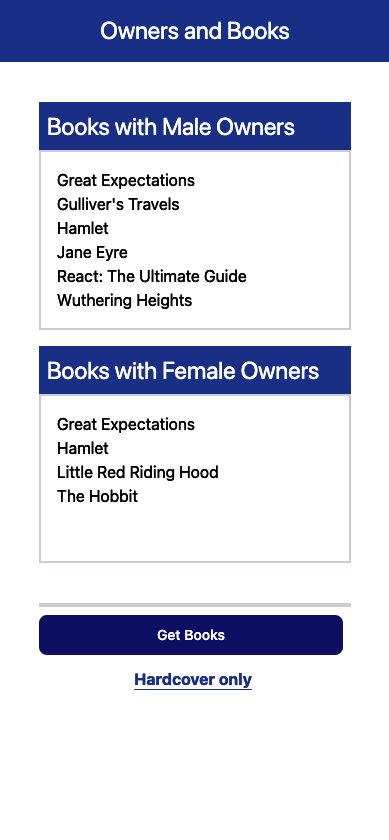 Owners and Books
Books with Male Owners
Great Expectations
Gulliver's Travels
Hamlet
Jane Eyre
React: The Ultimate Guide
Wuthering Heights
Books with Female Owners
Great Expectations
Hamlet
Little Red Riding Hood
The Hobbit
Get Books
Hardcover only